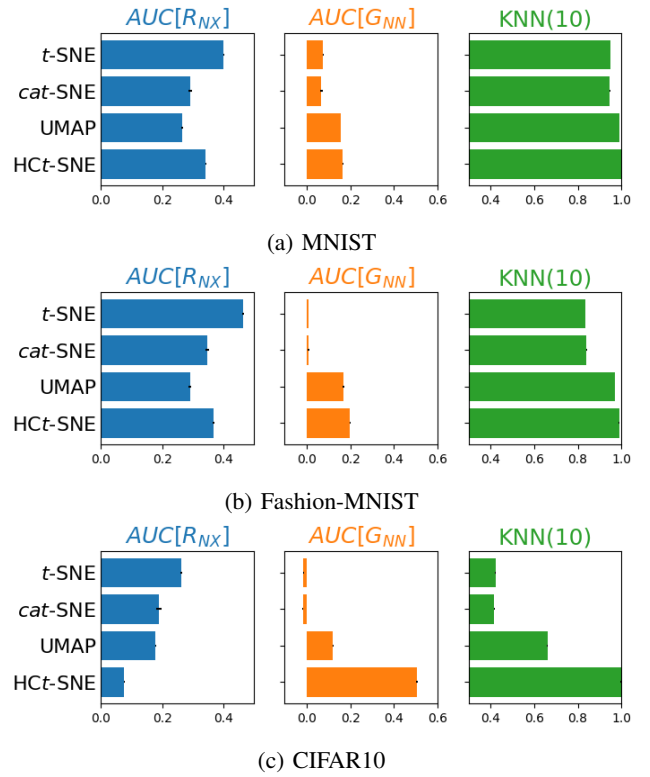 AUC[R_NX] AUC[G_NN] KNN(10)
t-SNE
cat-SNE
UMAP
HCt-SNE
0.0 0.2 0.4 0.0 0.2 0.4 0.6 0.4 0.6 0.8 1.0
(a) MNIST
AUC[R_NX] AUC[G_NN] KNN(10)
t-SNE
cat-SNE
UMAP
HCt-SNE
0.0 0.2 0.4 0.0 0.2 0.4 0.6 0.4 0.6 0.8 1.0
(b) Fashion-MNIST
AUC[R_NX] AUC[G_NN] KNN(10)
t-SNE
cat-SNE
UMAP
HCt-SNE
0.0 0.2 0.4 0.0 0.2 0.4 0.6 0.4 0.6 0.8 1.0
(c) CIFAR10